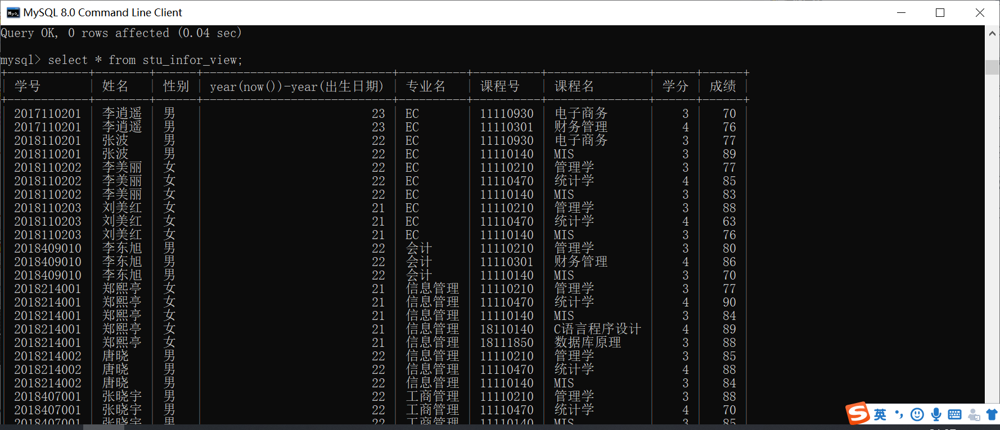 MySQL 8.0 Command Line Client
Query OK, 0 rows affected (0.04 sec)
mysql> select * from stu_infor_view;
学号 | 姓名 | 性别 | year(now())-year(出生日期) | 专业名 | 课程号 | 课程名 | 学分 | 成绩
2017110201 | 李逍遥 | 男 | 23 | EC | 11110930 | 电子商务 | 3 | 70
2017110201 | 李逍遥 | 男 | 23 | EC | 11110301 | 财务管理 | 4 | 76
2018110201 | 张波 | 男 | 22 | EC | 11110930 | 电子商务 | 3 | 77
2018110201 | 张波 | 男 | 22 | EC | 11110140 | MIS | 3 | 89
2018110202 | 李美丽 | 女 | 22 | EC | 11110210 | 管理学 | 3 | 77
2018110202 | 李美丽 | 女 | 22 | EC | 11110470 | 统计学 | 4 | 85
2018110202 | 李美丽 | 女 | 22 | EC | 11110140 | MIS | 3 | 83
2018110203 | 刘美红 | 女 | 21 | EC | 11110210 | 管理学 | 3 | 88
2018110203 | 刘美红 | 女 | 21 | EC | 11110470 | 统计学 | 4 | 63
2018110203 | 刘美红 | 女 | 21 | EC | 11110140 | MIS | 3 | 76
2018409010 | 李东旭 | 男 | 22 | 会计 | 11110210 | 管理学 | 3 | 80
2018409010 | 李东旭 | 男 | 22 | 会计 | 11110301 | 财务管理 | 4 | 86
2018409010 | 李东旭 | 男 | 22 | 会计 | 11110140 | MIS | 3 | 70
2018214001 | 郑熙亭 | 女 | 21 | 信息管理 | 11110210 | 管理学 | 3 | 77
2018214001 | 郑熙亭 | 女 | 21 | 信息管理 | 11110470 | 统计学 | 4 | 90
2018214001 | 郑熙亭 | 女 | 21 | 信息管理 | 11110140 | MIS | 3 | 84
2018214001 | 郑熙亭 | 女 | 21 | 信息管理 | 18110140 | C语言程序设计 | 4 | 89
2018214001 | 郑熙亭 | 女 | 21 | 信息管理 | 18111850 | 数据库原理 | 3 | 88
2018214002 | 唐晓 | 男 | 22 | 信息管理 | 11110210 | 管理学 | 3 | 85
2018214002 | 唐晓 | 男 | 22 | 信息管理 | 11110470 | 统计学 | 4 | 88
2018214002 | 唐晓 | 男 | 22 | 信息管理 | 11110140 | MIS | 3 | 84
2018407001 | 张晓宇 | 男 | 22 | 工商管理 | 11110210 | 管理学 | 3 | 88
2018407001 | 张晓宇 | 男 | 22 | 工商管理 | 11110470 | 统计学 | 4 | 70
2018407001 | 张晓宇 | 男 | 22 | 工商管理 | 11110140 | MIS | 3 | 85
英